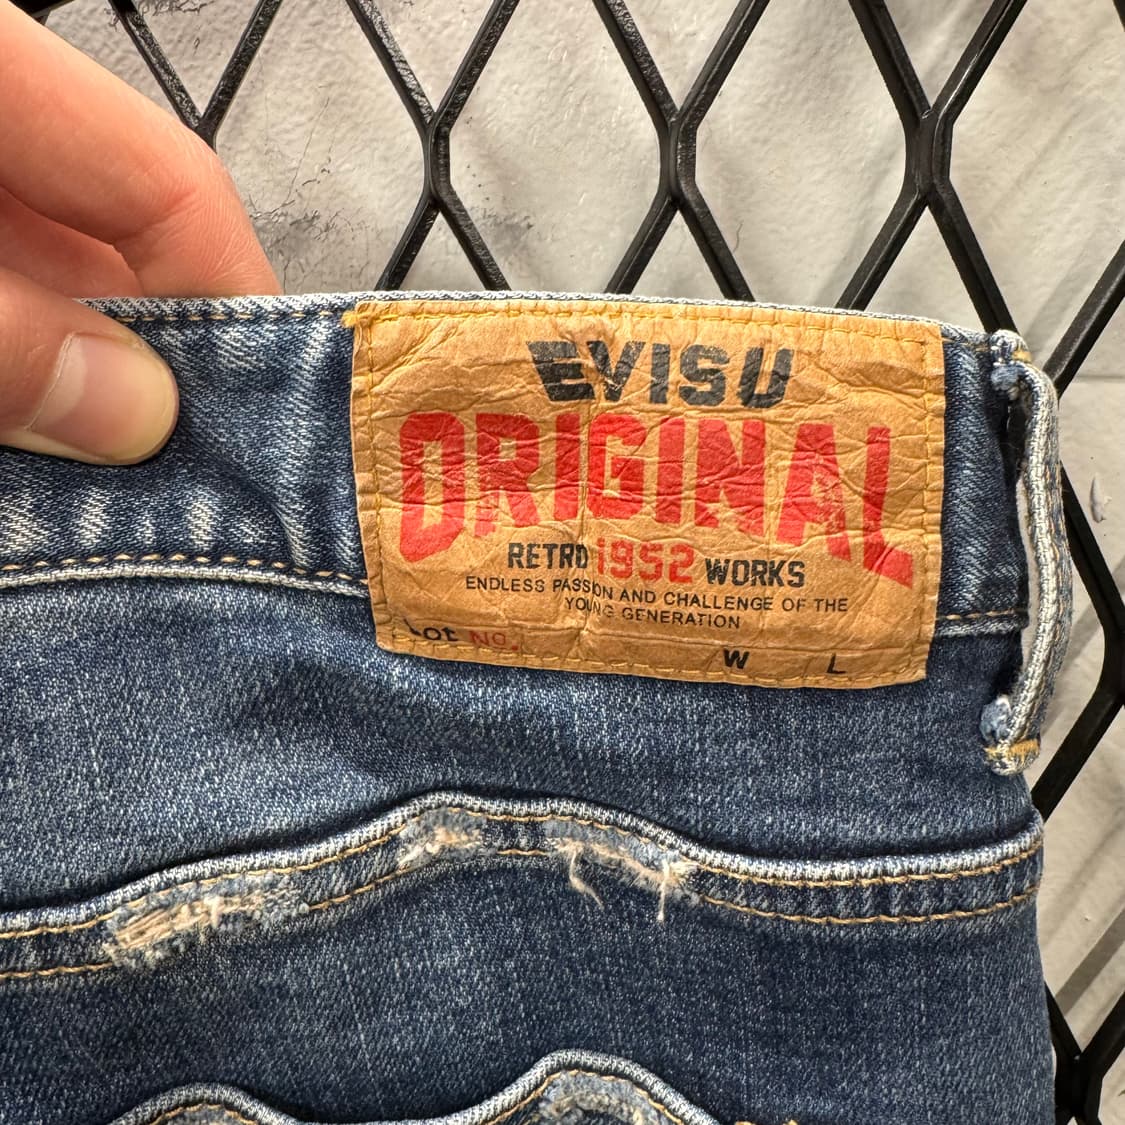 EVISU
ORIGINAL
RETRO 1952 WORKS
ENDLESS PASSION AND CHALLENGE OF THE
YOUNG GENERATION
Lot No.
W L